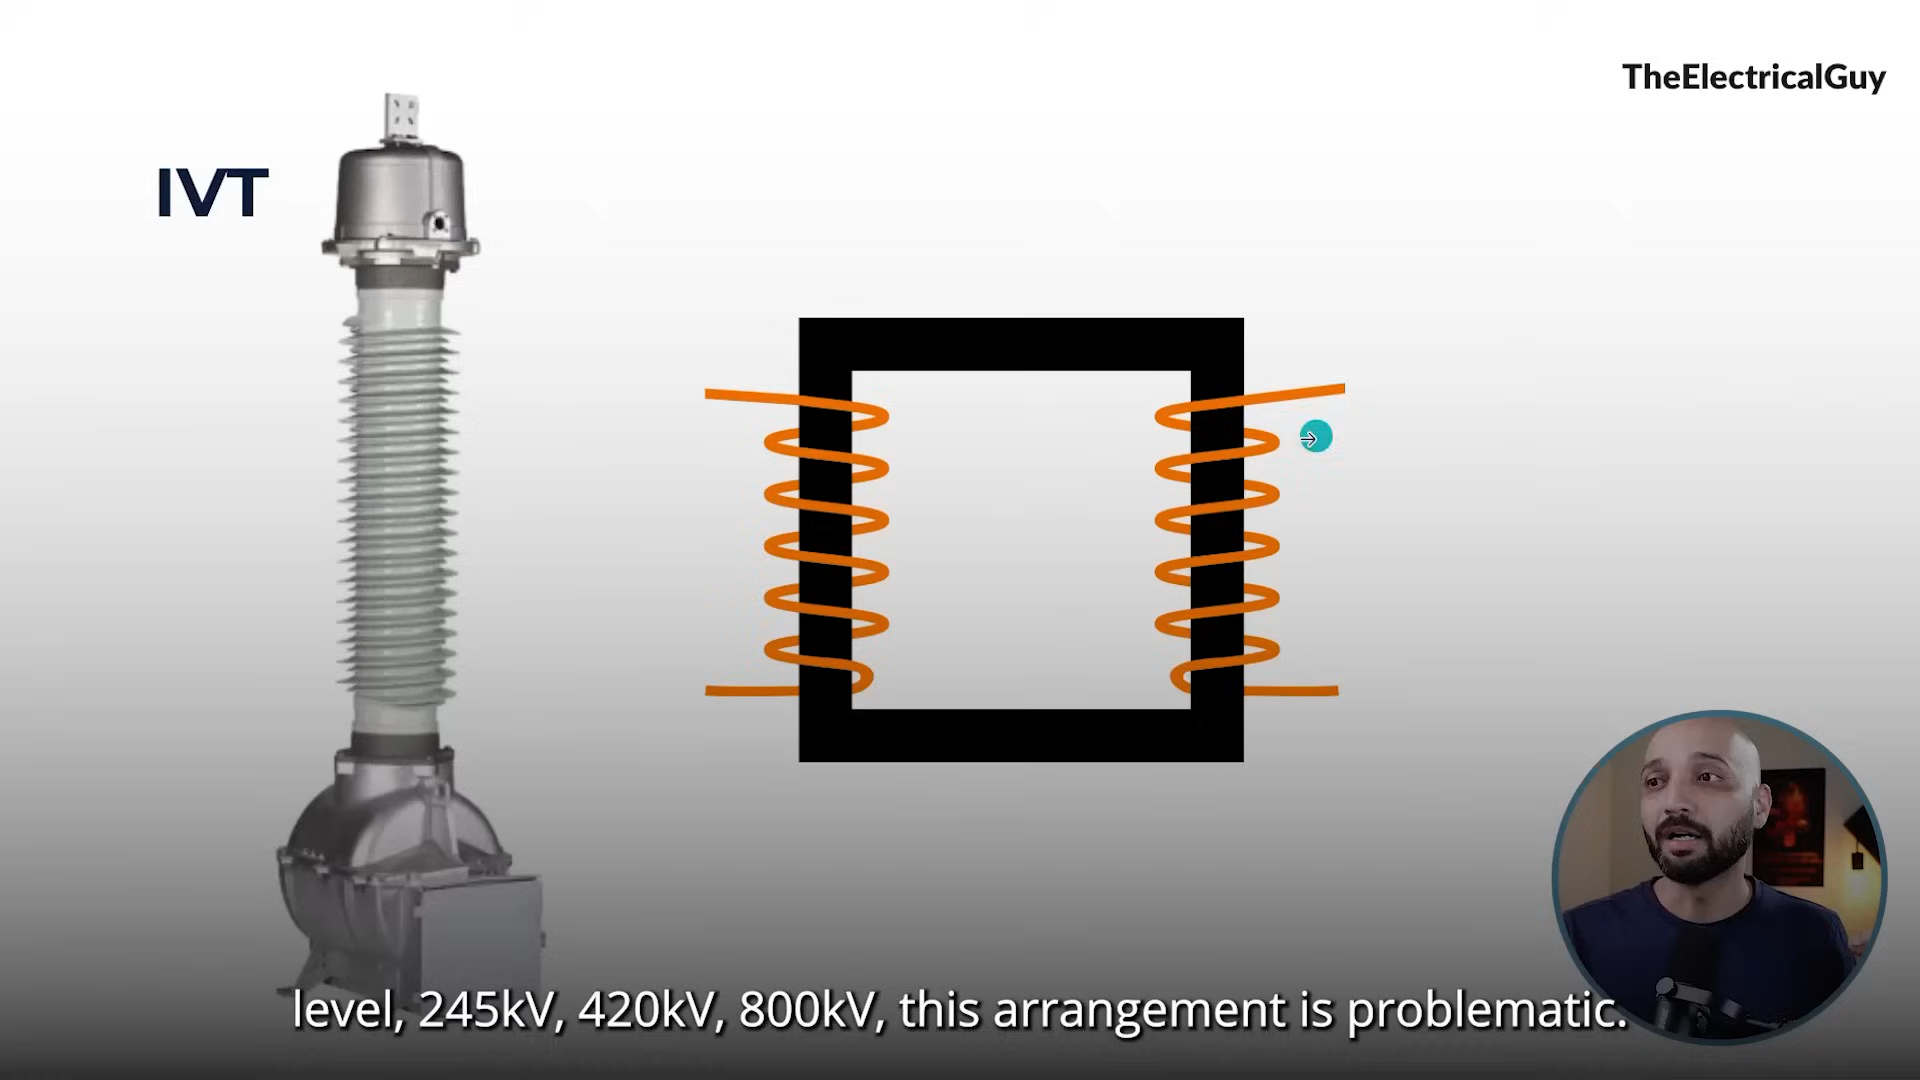 TheElectricalGuy
IVT
level, 245kV, 420kV, 800kV, this arrangement is problematic.